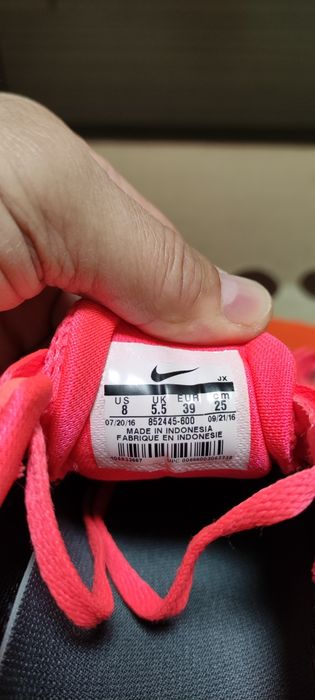 JX
US UK EUR cm
8 5.5 39 25
07/20/16 852445-600 09/21/16
MADE IN INDONESIA
FABRIQUE EN INDONESIE